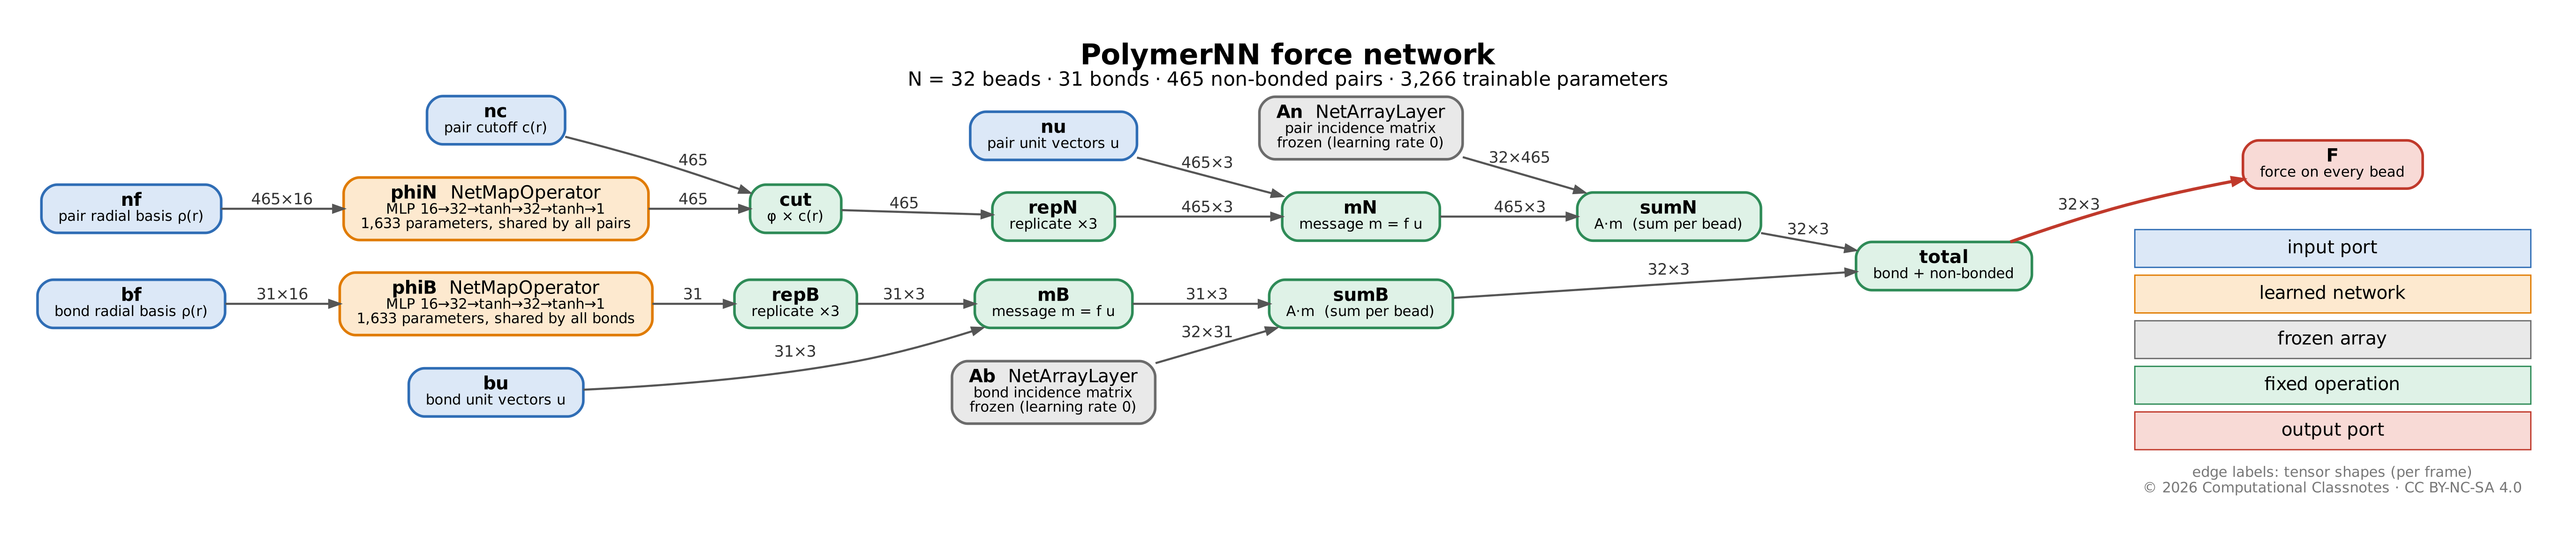 PolymerNN force network
N = 32 beads · 31 bonds · 465 non-bonded pairs · 3,266 trainable parameters
nc
pair cutoff c(r)
nu
pair unit vectors u
An NetArrayLayer
pair incidence matrix
frozen (learning rate 0)
F
force on every bead
465
465×3
32×465
32×3
nf
pair radial basis ρ(r)
465×16
phiN NetMapOperator
MLP 16→32→tanh→32→tanh→1
1,633 parameters, shared by all pairs
465
cut
φ × c(r)
465
repN
replicate ×3
465×3
mN
message m = f u
465×3
sumN
A·m (sum per bead)
32×3
total
bond + non-bonded
bf
bond radial basis ρ(r)
31×16
phiB NetMapOperator
MLP 16→32→tanh→32→tanh→1
1,633 parameters, shared by all bonds
31
repB
replicate ×3
31×3
mB
message m = f u
31×3
sumB
A·m (sum per bead)
32×3
31×3
32×31
bu
bond unit vectors u
Ab NetArrayLayer
bond incidence matrix
frozen (learning rate 0)
input port
learned network
frozen array
fixed operation
output port
edge labels: tensor shapes (per frame)
© 2026 Computational Classnotes · CC BY-NC-SA 4.0